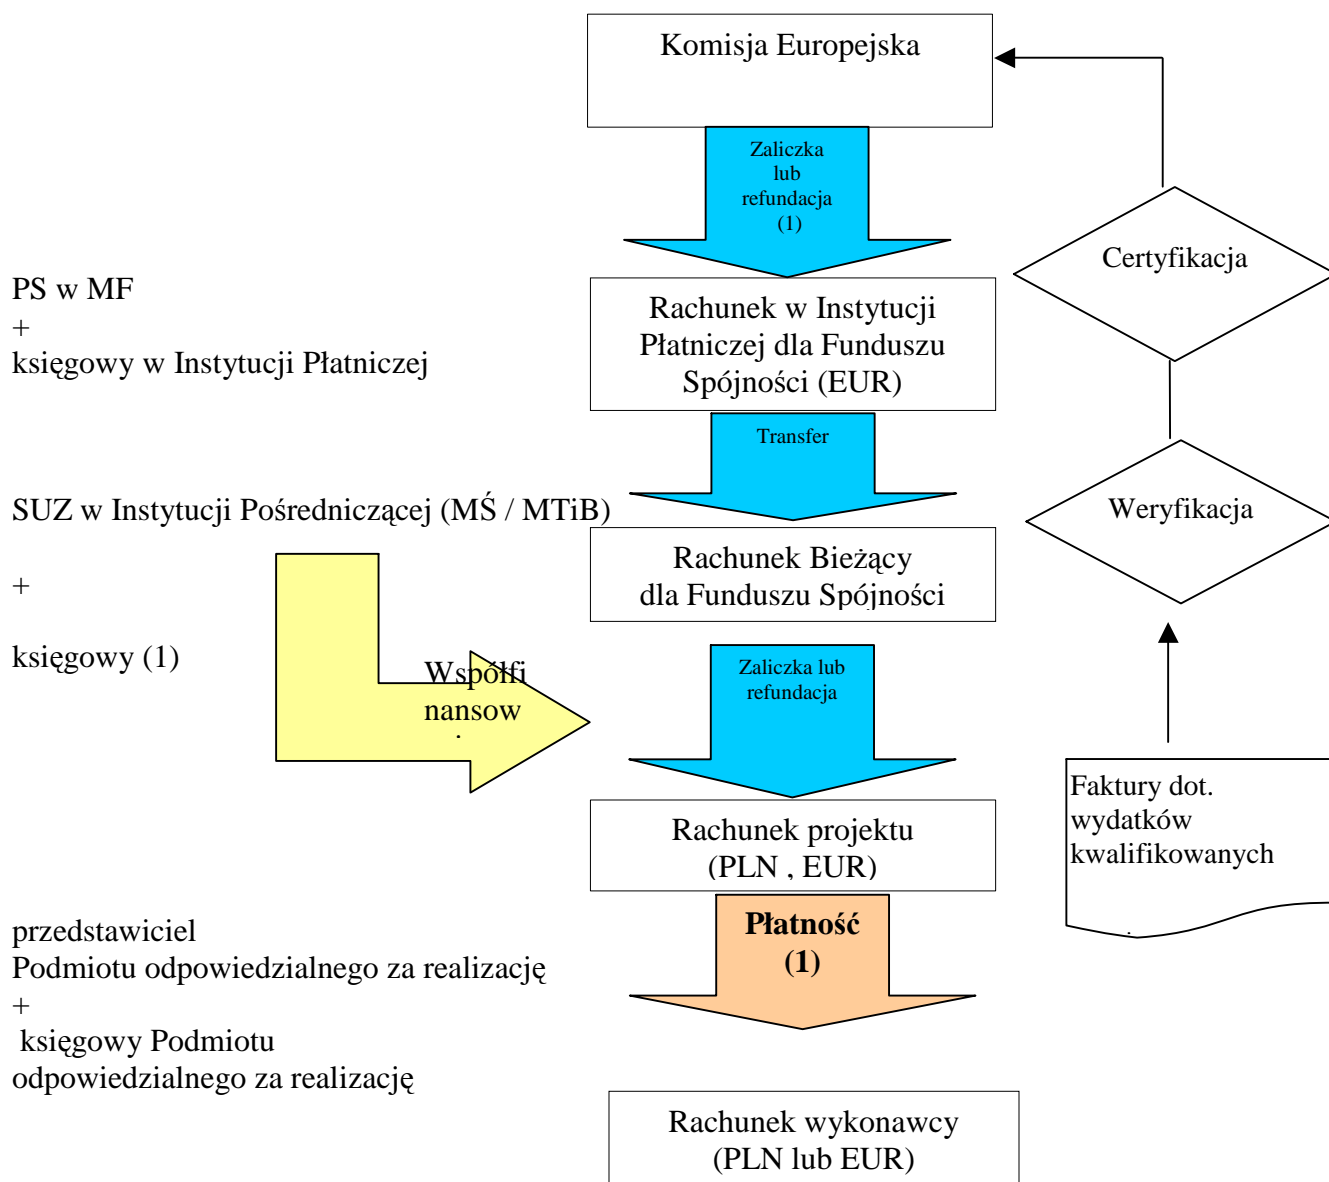 Komisja Europejska
Zaliczka
lub
refundacja
(1)
Certyfikacja
PS w MF
+
księgowy w Instytucji Płatniczej
Rachunek w Instytucji
Płatniczej dla Funduszu
Spójności (EUR)
Transfer
Weryfikacja
SUZ w Instytucji Pośredniczącej (MŚ / MTiB)
+
księgowy (1)
Rachunek Bieżący
dla Funduszu Spójności
Współfi
nansow
Zaliczka lub
refundacja
Faktury dot.
wydatków
kwalifikowanych
Rachunek projektu
(PLN , EUR)
Płatność
(1)
przedstawiciel
Podmiotu odpowiedzialnego za realizację
+
księgowy Podmiotu
odpowiedzialnego za realizację
Rachunek wykonawcy
(PLN lub EUR)